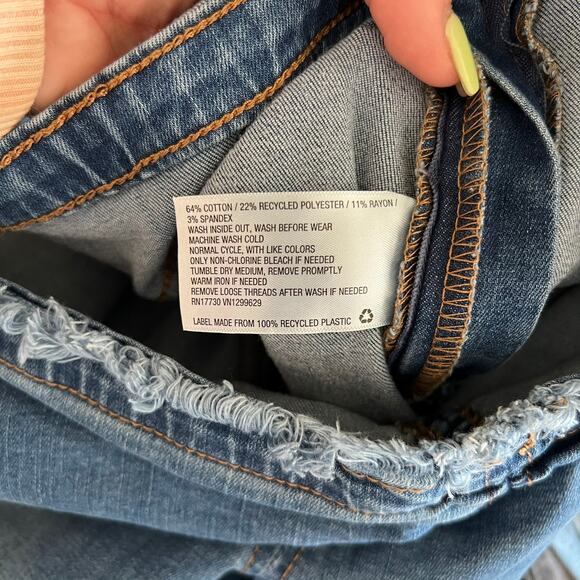 64% COTTON / 22% RECYCLED POLYESTER / 11% RAYON /
3% SPANDEX
WASH INSIDE OUT, WASH BEFORE WEAR
MACHINE WASH COLD
NORMAL CYCLE, WITH LIKE COLORS
ONLY NON-CHLORINE BLEACH IF NEEDED
TUMBLE DRY MEDIUM, REMOVE PROMPTLY
WARM IRON IF NEEDED
REMOVE LOOSE THREADS AFTER WASH IF NEEDED
RN17730 VN1299629
LABEL MADE FROM 100% RECYCLED PLASTIC